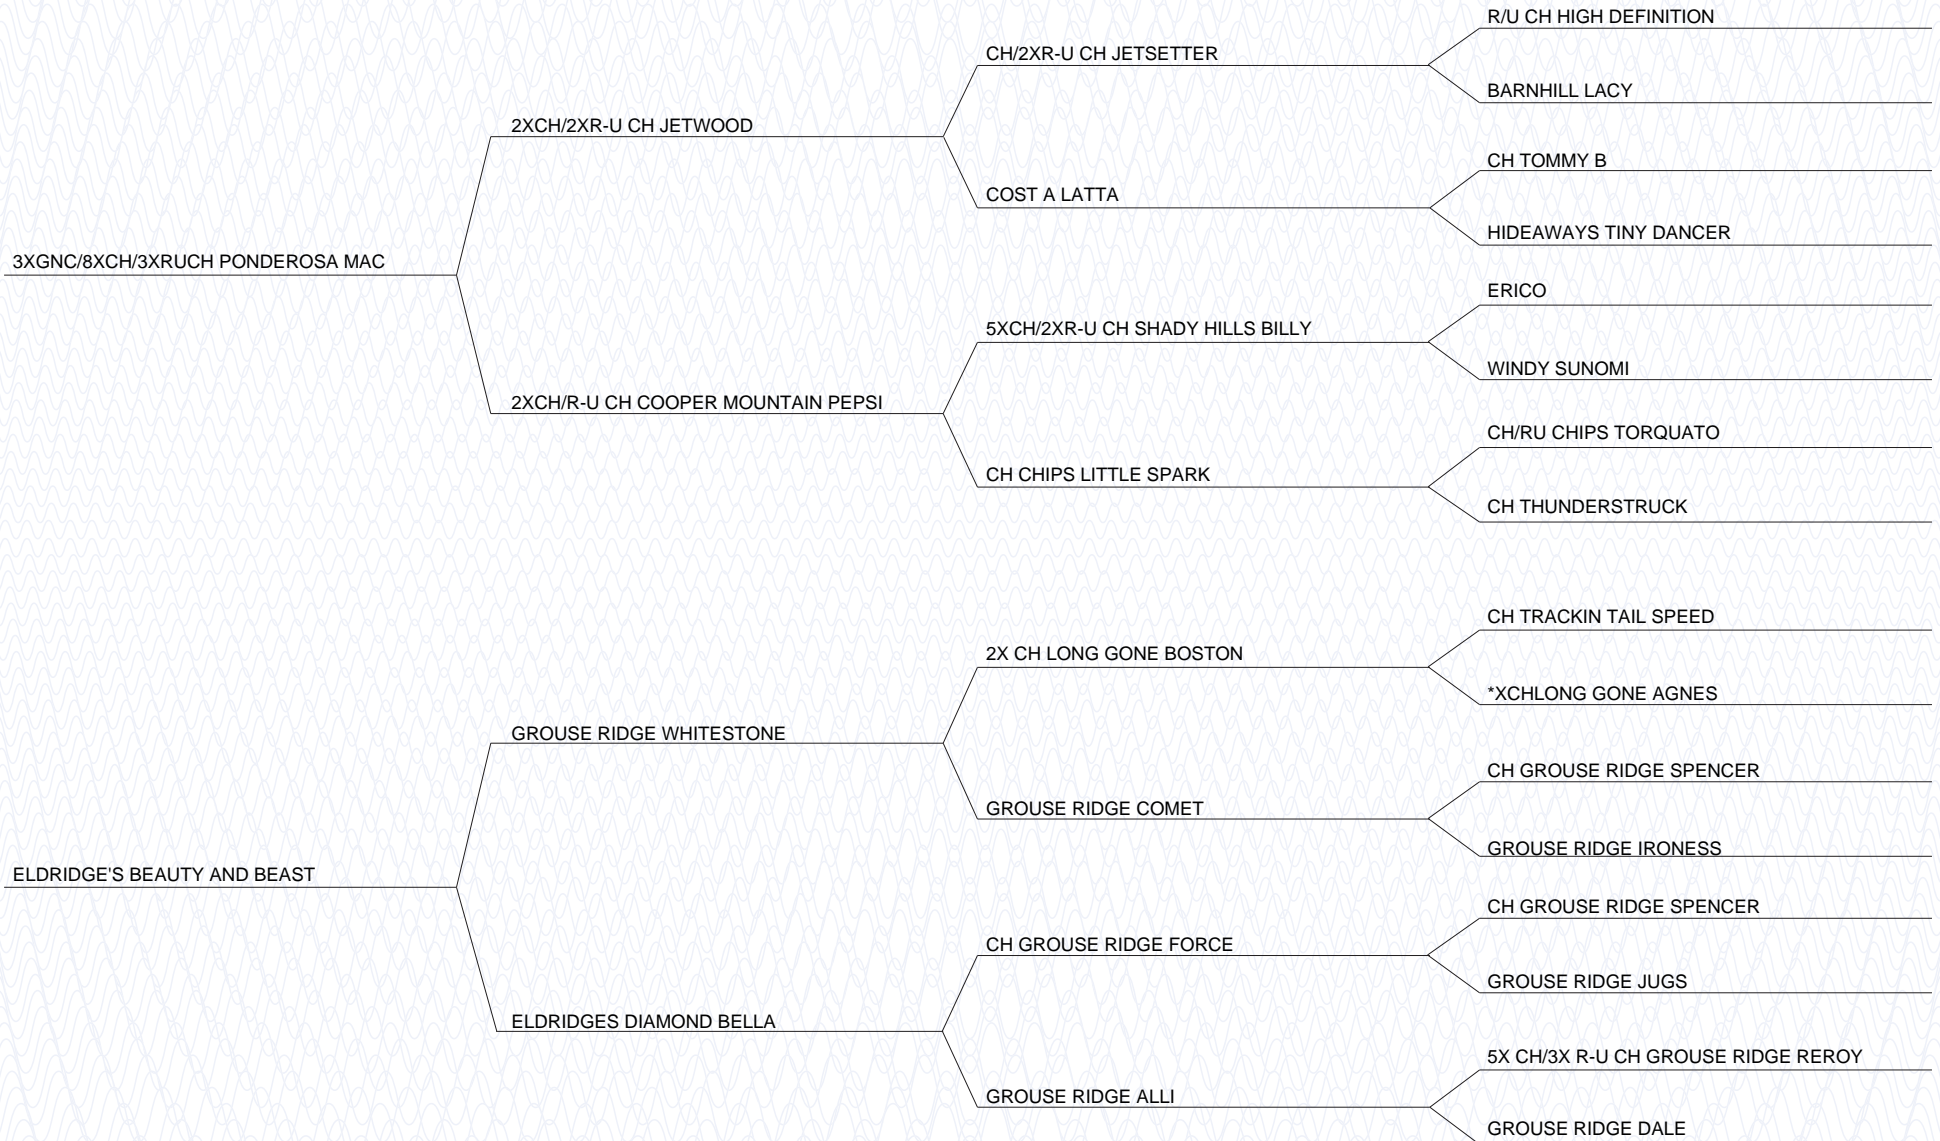 R/U CH HIGH DEFINITION
CH/2XR-U CH JETSETTER
BARNHILL LACY
2XCH/2XR-U CH JETWOOD
CH TOMMY B
COST A LATTA
HIDEAWAYS TINY DANCER
3XGNC/8XCH/3XRUCH PONDEROSA MAC
ERICO
5XCH/2XR-U CH SHADY HILLS BILLY
WINDY SUNOMI
2XCH/R-U CH COOPER MOUNTAIN PEPSI
CH/RU CHIPS TORQUATO
CH CHIPS LITTLE SPARK
CH THUNDERSTRUCK
CH TRACKIN TAIL SPEED
2X CH LONG GONE BOSTON
*XCHLONG GONE AGNES
GROUSE RIDGE WHITESTONE
CH GROUSE RIDGE SPENCER
GROUSE RIDGE COMET
GROUSE RIDGE IRONESS
ELDRIDGE'S BEAUTY AND BEAST
CH GROUSE RIDGE SPENCER
CH GROUSE RIDGE FORCE
GROUSE RIDGE JUGS
ELDRIDGES DIAMOND BELLA
5X CH/3X R-U CH GROUSE RIDGE REROY
GROUSE RIDGE ALLI
GROUSE RIDGE DALE